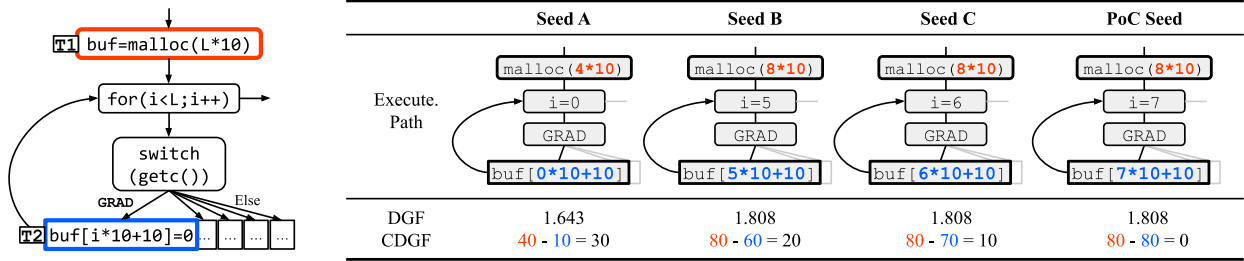 T1 buf=malloc(L*10)
for(i<L;i++)
switch
(getc())
GRAD
Else
T2 buf[i*10+10]=0
... ... ... ...
Seed A Seed B Seed C PoC Seed
Execute.
Path
malloc(4*10) malloc(8*10) malloc(8*10) malloc(8*10)
i=0 i=5 i=6 i=7
GRAD GRAD GRAD GRAD
buf[0*10+10] buf[5*10+10] buf[6*10+10] buf[7*10+10]
DGF 1.643 1.808 1.808 1.808
CDGF 40 - 10 = 30 80 - 60 = 20 80 - 70 = 10 80 - 80 = 0